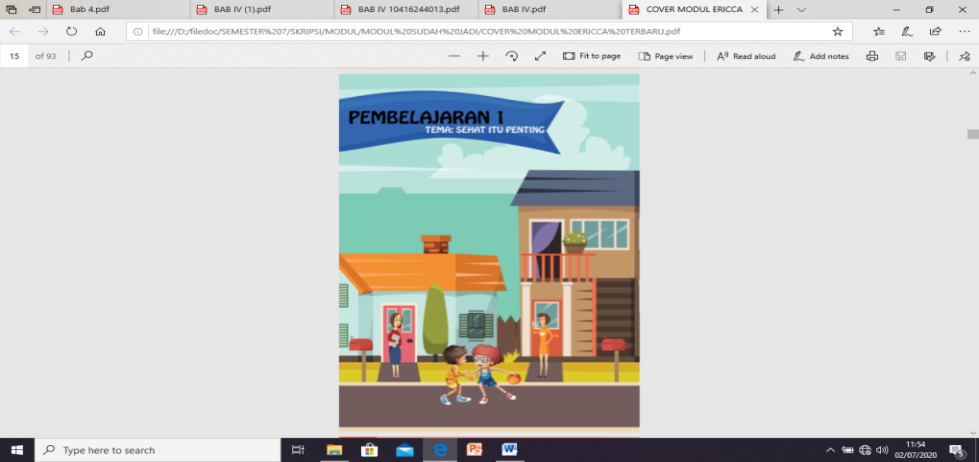 Bab 4.pdf
BAB IV (1).pdf
BAB IV 10416244013.pdf
BAB IV.pdf
COVER MODUL ERICCA
file:///D:/filedoc/SEMESTER%207/SKRIPSI/MODUL/MODUL%20SUDAH%20JADI/COVER%20MODUL%20ERICCA%20TERBARU.pdf
15 of 93
Fit to page
Page view
Read aloud
Add notes
PEMBELAJARAN 1
TEMA: SEHAT ITU PENTING
Type here to search
11:54
02/07/2020